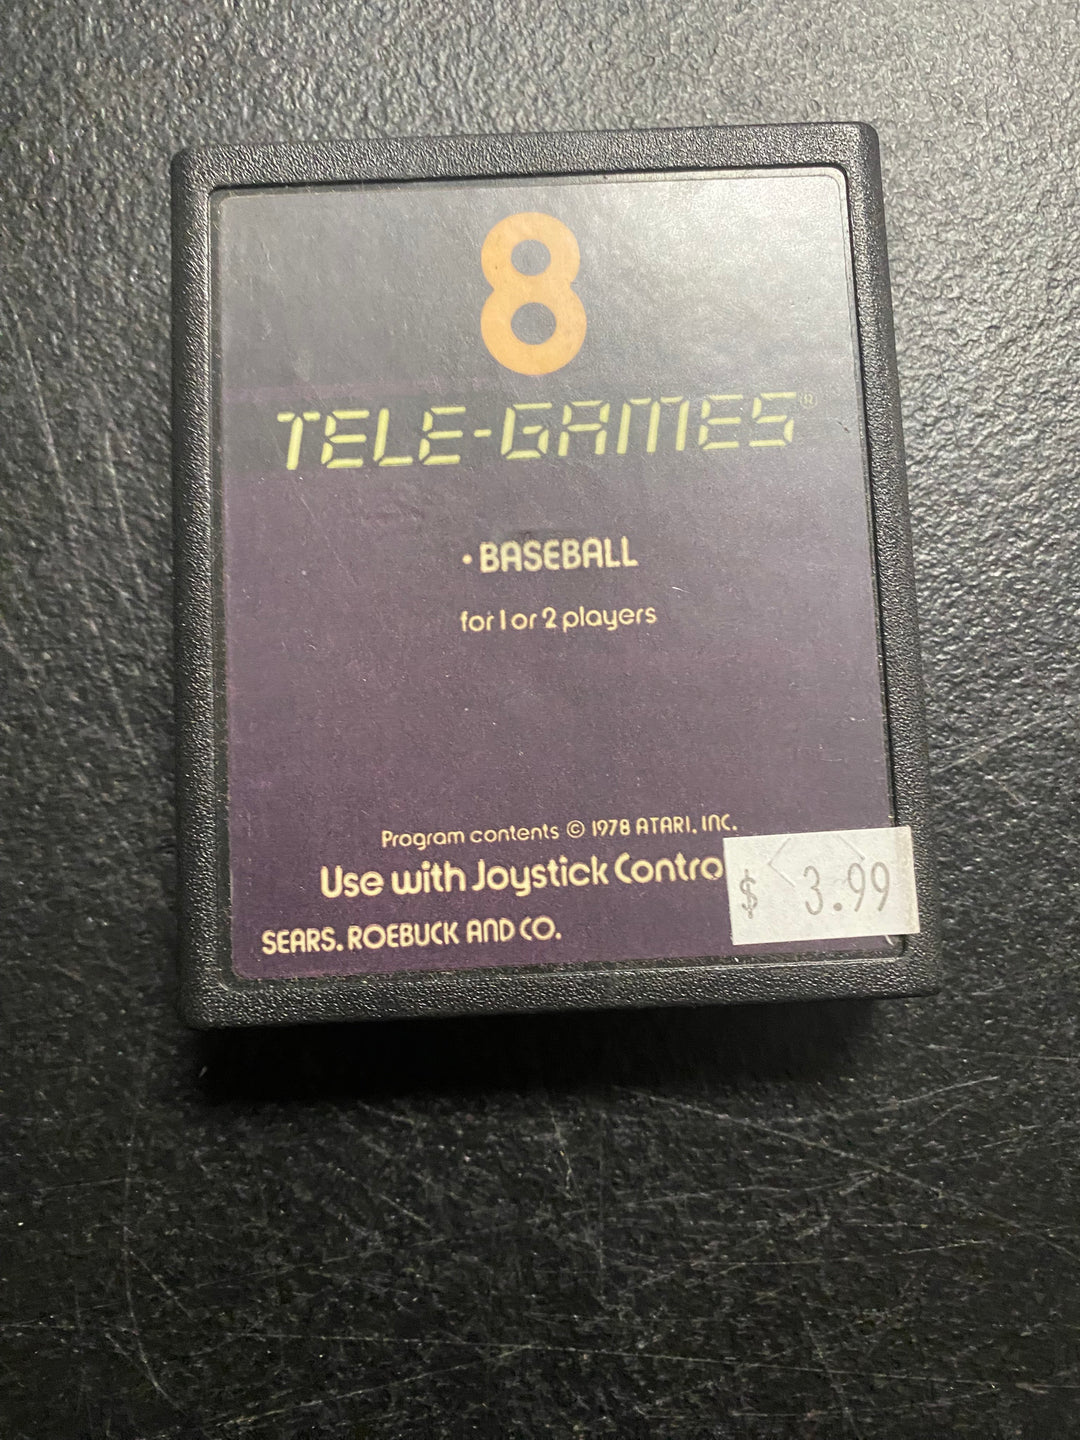 8
TELE-GAMES®
• BASEBALL
for 1 or 2 players
Program contents © 1978 ATARI, INC.
Use with Joystick Contro
$ 3.99
SEARS, ROEBUCK AND CO.